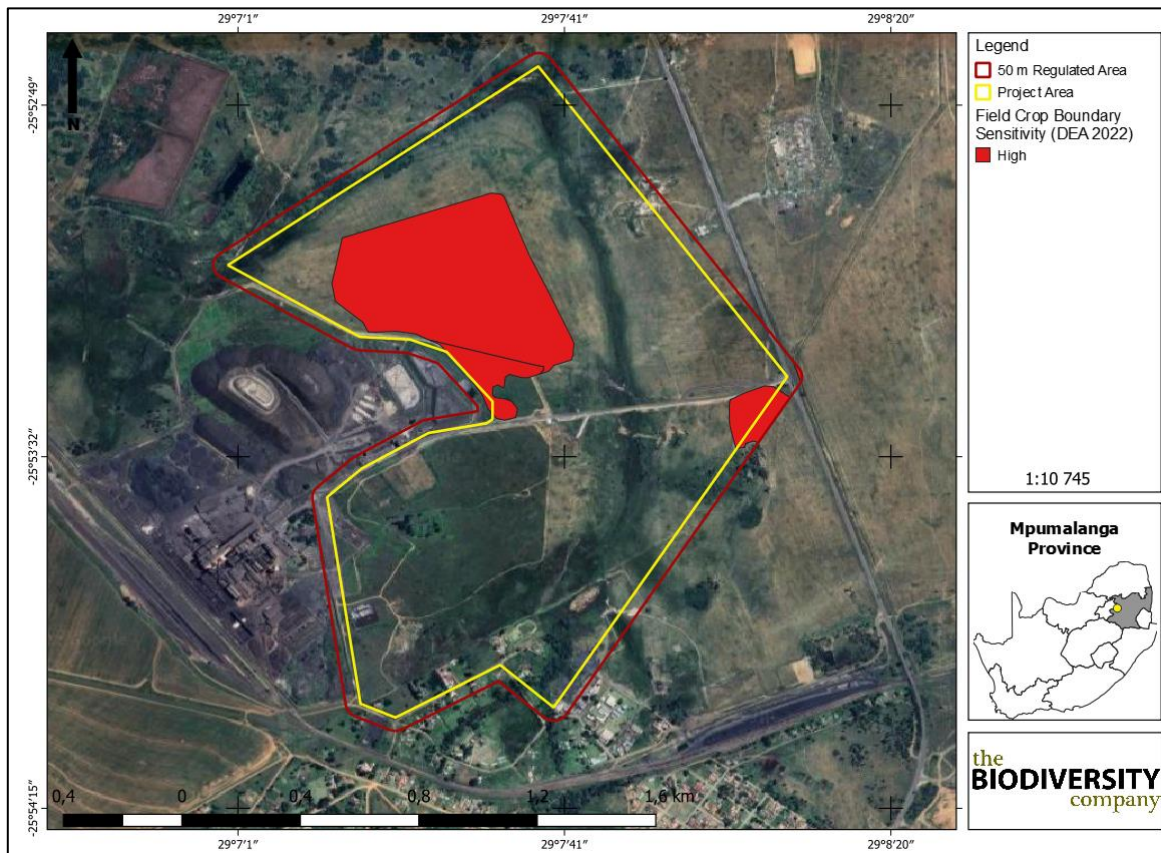 29°7'1" 29°7'41" 29°8'20"
N
-25°52'49"
-25°53'32"
-25°54'15"
0,4 0 0,4 0,8 1,2 1,6 km
29°7'1" 29°7'41" 29°8'20"
Legend
50 m Regulated Area
Project Area
Field Crop Boundary
Sensitivity (DEA 2022)
High
1:10 745
Mpumalanga
Province
the
BIODIVERSITY
company